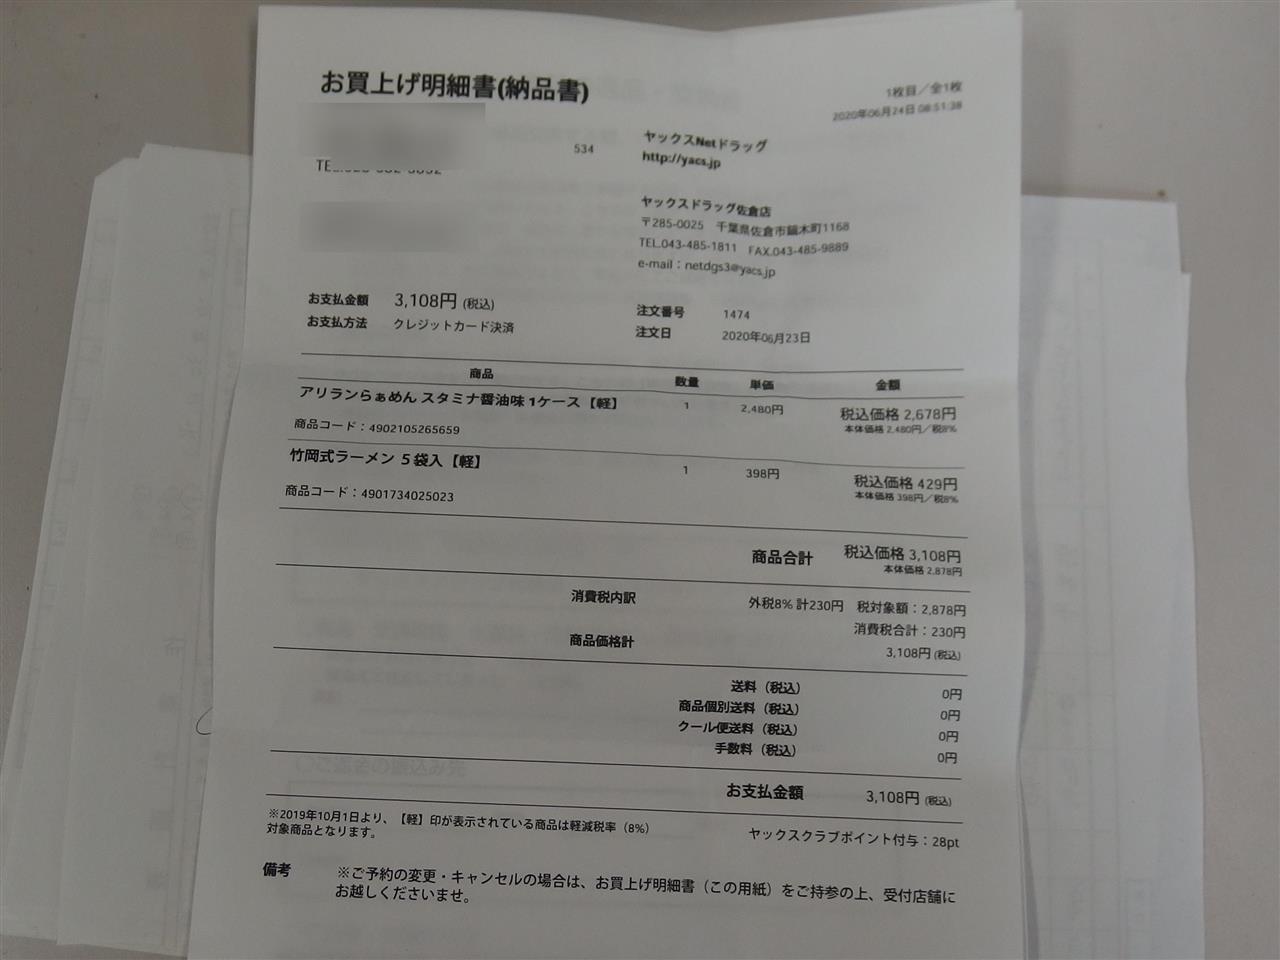 お買上げ明細書(納品書)
1枚目／全1枚
2020年06月24日 08:51:38
534
ヤックスNetドラッグ
http://yacs.jp
ヤックスドラッグ佐倉店
〒285-0025 千葉県佐倉市鏑木町1168
TEL.043-485-1811 FAX.043-485-9889
e-mail：netdgs3@yacs.jp
お支払金額 3,108円 (税込)
お支払方法 クレジットカード決済
注文番号 1474
注文日 2020年06月23日
商品 数量 単価 金額
アリランらぁめん スタミナ醤油味 1ケース【軽】 1 2,480円 税込価格 2,678円
商品コード：4902105265659 本体価格 2,480円／税8%
竹岡式ラーメン ５袋入【軽】 1 398円 税込価格 429円
商品コード：4901734025023 本体価格 398円／税8%
商品合計 税込価格 3,108円
本体価格 2,878円
消費税内訳 外税8% 計230円 税対象額：2,878円
消費税合計：230円
商品価格計 3,108円 (税込)
送料（税込） 0円
商品個別送料（税込） 0円
クール便送料（税込） 0円
手数料（税込） 0円
お支払金額 3,108円 (税込)
※2019年10月1日より、【軽】印が表示されている商品は軽減税率（8%）
対象商品となります。
ヤックスクラブポイント付与：28pt
備考 ※ご予約の変更・キャンセルの場合は、お買上げ明細書（この用紙）をご持参の上、受付店舗に
お越しくださいませ。